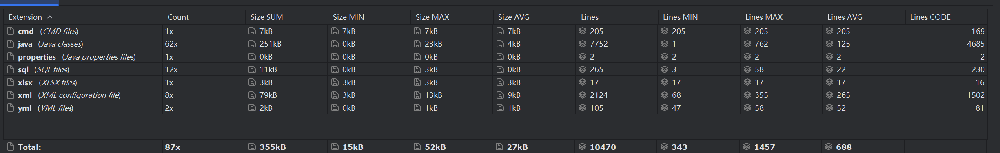 Extension Count Size SUM Size MIN Size MAX Size AVG Lines Lines MIN Lines MAX Lines AVG Lines CODE
cmd (CMD files) 1x 7kB 7kB 7kB 7kB 205 205 205 205 169
java (Java classes) 62x 251kB 0kB 23kB 4kB 7752 1 762 125 4685
properties (Java properties files) 1x 0kB 0kB 0kB 0kB 2 2 2 2 2
sql (SQL files) 12x 11kB 0kB 3kB 0kB 265 3 58 22 230
xlsx (XLSX files) 1x 3kB 3kB 3kB 3kB 17 17 17 17 16
xml (XML configuration file) 8x 79kB 3kB 13kB 9kB 2124 68 355 265 1502
yml (YML files) 2x 2kB 0kB 1kB 1kB 105 47 58 52 81
Total: 87x 355kB 15kB 52kB 27kB 10470 343 1457 688